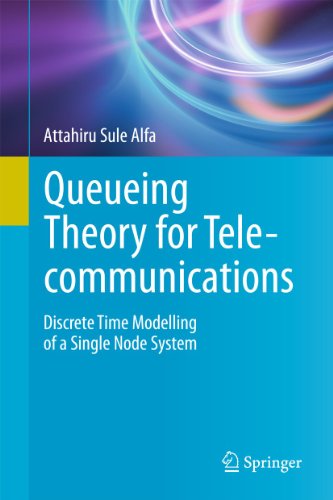 Attahiru Sule Alfa
Queueing
Theory for Tele-
communications
Discrete Time Modelling
of a Single Node System
Springer